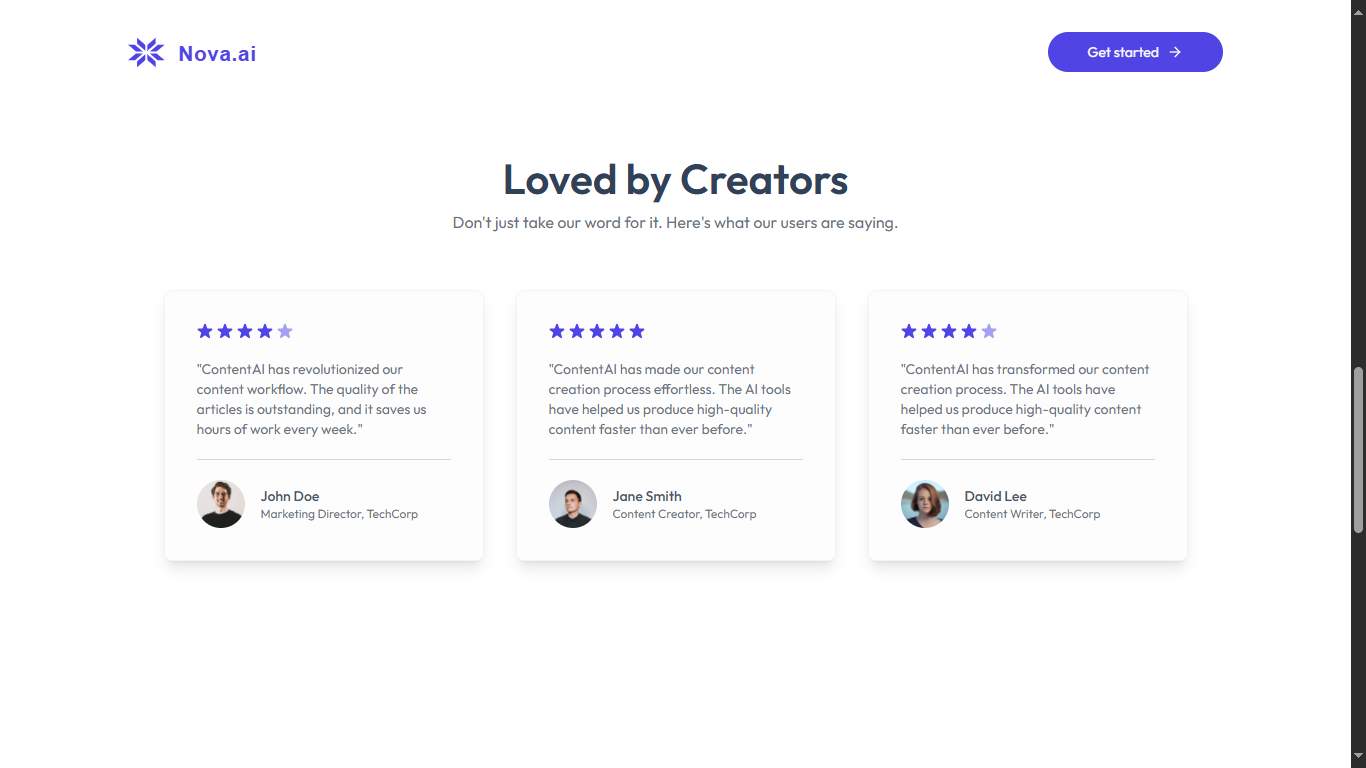 Nova.ai
Get started
Loved by Creators
Don't just take our word for it. Here's what our users are saying.
"ContentAI has revolutionized our
content workflow. The quality of the
articles is outstanding, and it saves us
hours of work every week."
John Doe
Marketing Director, TechCorp
"ContentAI has made our content
creation process effortless. The AI tools
have helped us produce high-quality
content faster than ever before."
Jane Smith
Content Creator, TechCorp
"ContentAI has transformed our content
creation process. The AI tools have
helped us produce high-quality content
faster than ever before."
David Lee
Content Writer, TechCorp